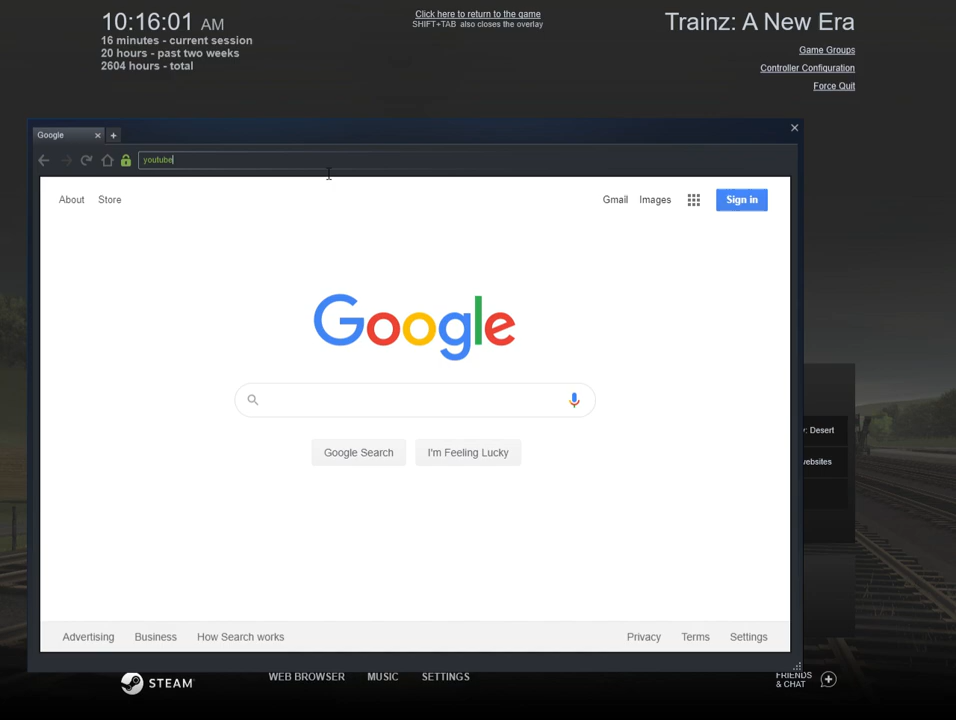 10:16:01 AM
16 minutes - current session
20 hours - past two weeks
2604 hours - total
Click here to return to the game
SHIFT+TAB also closes the overlay
Trainz: A New Era
Game Groups
Controller Configuration
Force Quit
Google
youtube
About Store
Gmail Images Sign in
Google
Google Search I'm Feeling Lucky
: Desert
websites
Advertising Business How Search works
Privacy Terms Settings
STEAM
WEB BROWSER MUSIC SETTINGS
FRIENDS
& CHAT